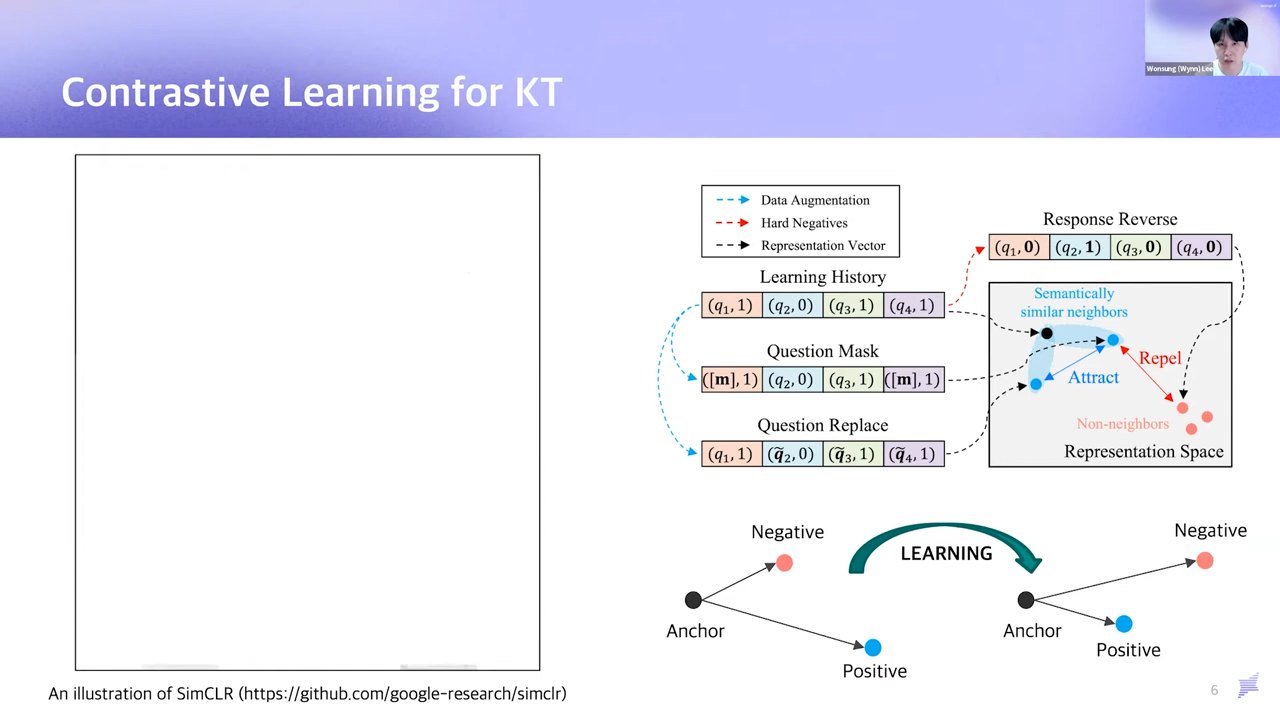 Contrastive Learning for KT
Wonsung (Wynn) Lee
Data Augmentation
Hard Negatives
Representation Vector
Response Reverse
(q₁, 0) (q₂, 1) (q₃, 0) (q₄, 0)
Learning History
(q₁, 1) (q₂, 0) (q₃, 1) (q₄, 1)
Semantically
similar neighbors
Question Mask
([m], 1) (q₂, 0) (q₃, 1) ([m], 1)
Repel
Attract
Question Replace
(q₁, 1) (q̃₂, 0) (q̃₃, 1) (q̃₄, 1)
Non-neighbors
Representation Space
Negative
LEARNING
Negative
Anchor
Positive
Anchor
Positive
An illustration of SimCLR (https://github.com/google-research/simclr)
6